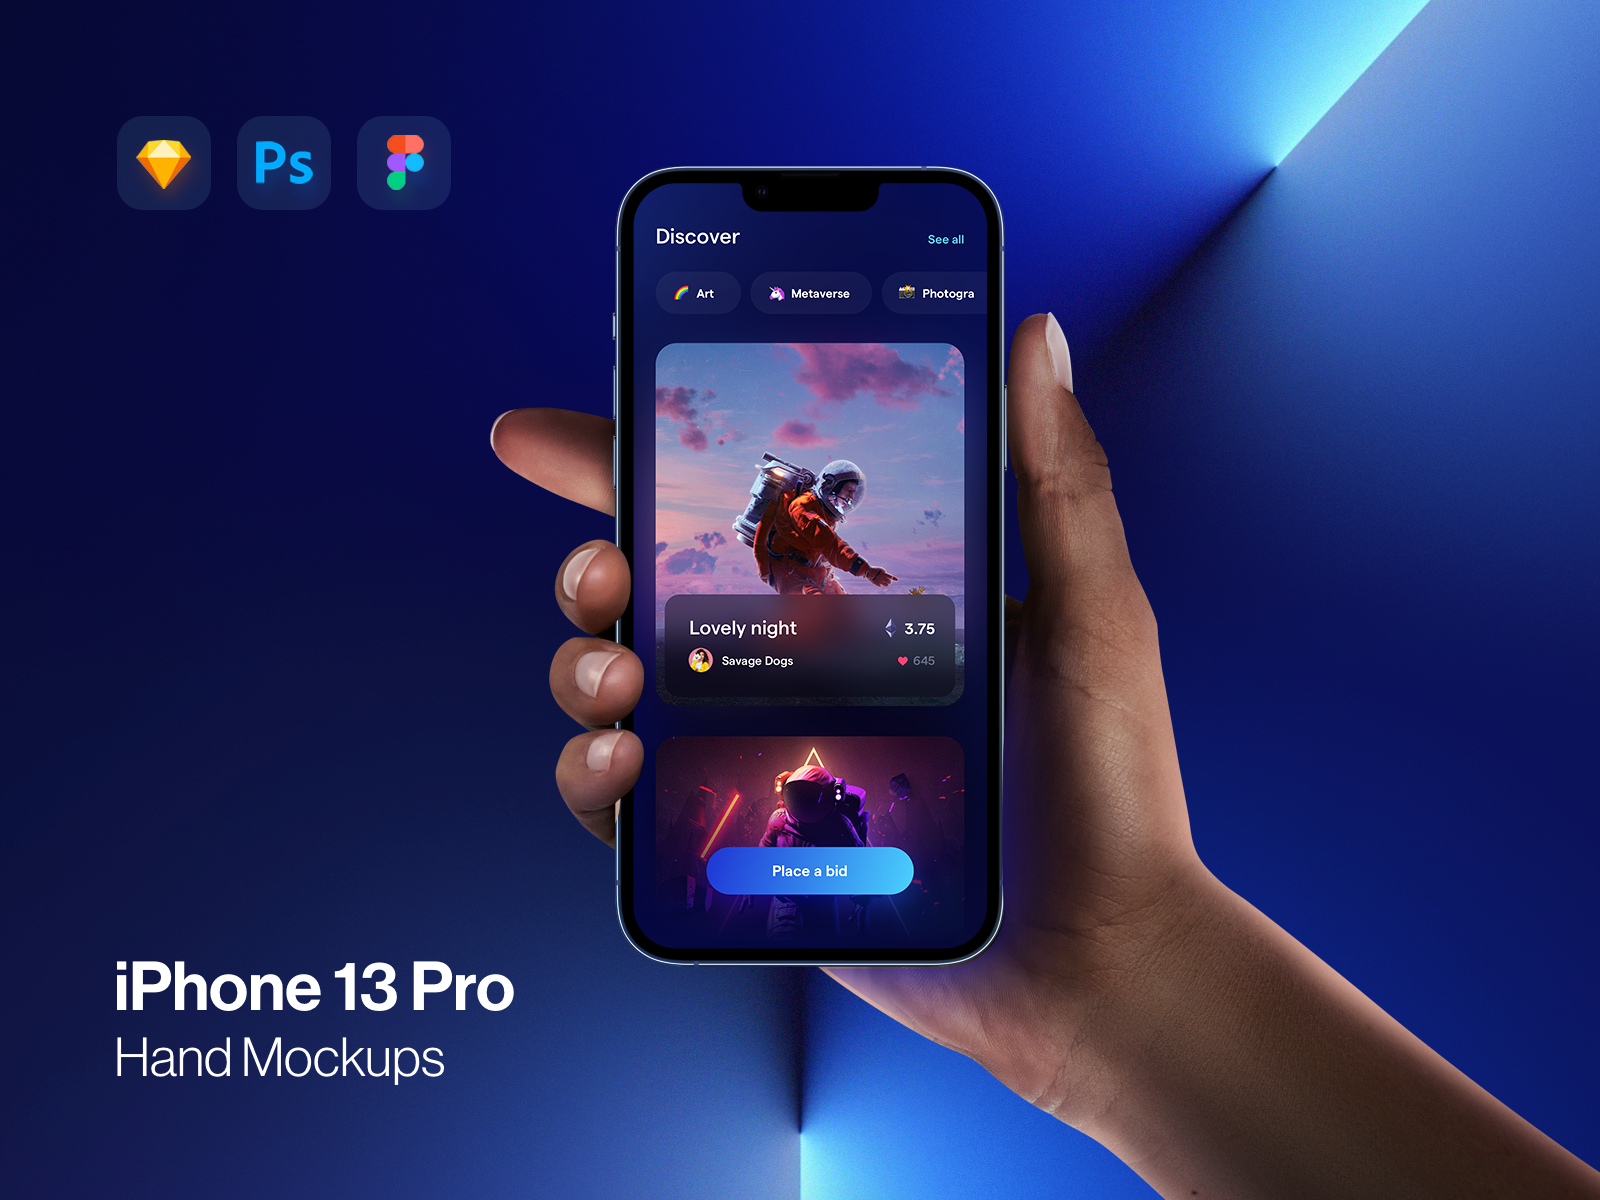 Ps
Discover
See all
Art
Metaverse
Photogra
Lovely night
3.75
Savage Dogs
645
Place a bid
iPhone 13 Pro
Hand Mockups